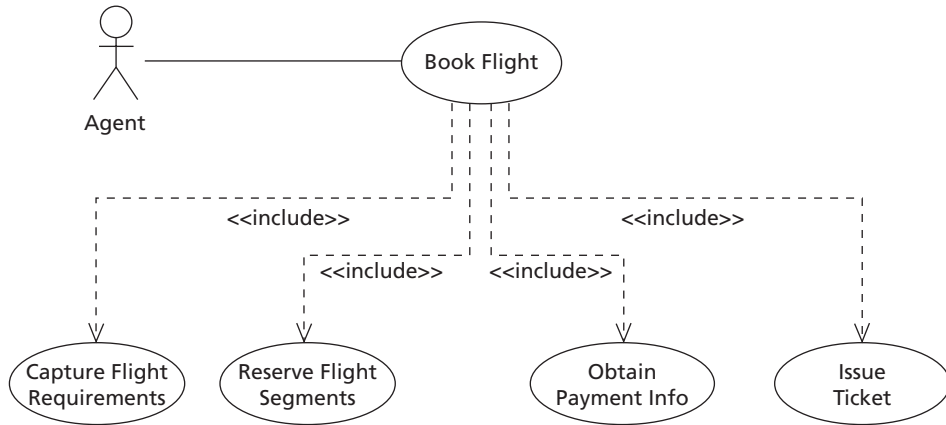 Book Flight
Agent
<<include>>
<<include>>
<<include>>
<<include>>
Capture Flight
Requirements
Reserve Flight
Segments
Obtain
Payment Info
Issue
Ticket